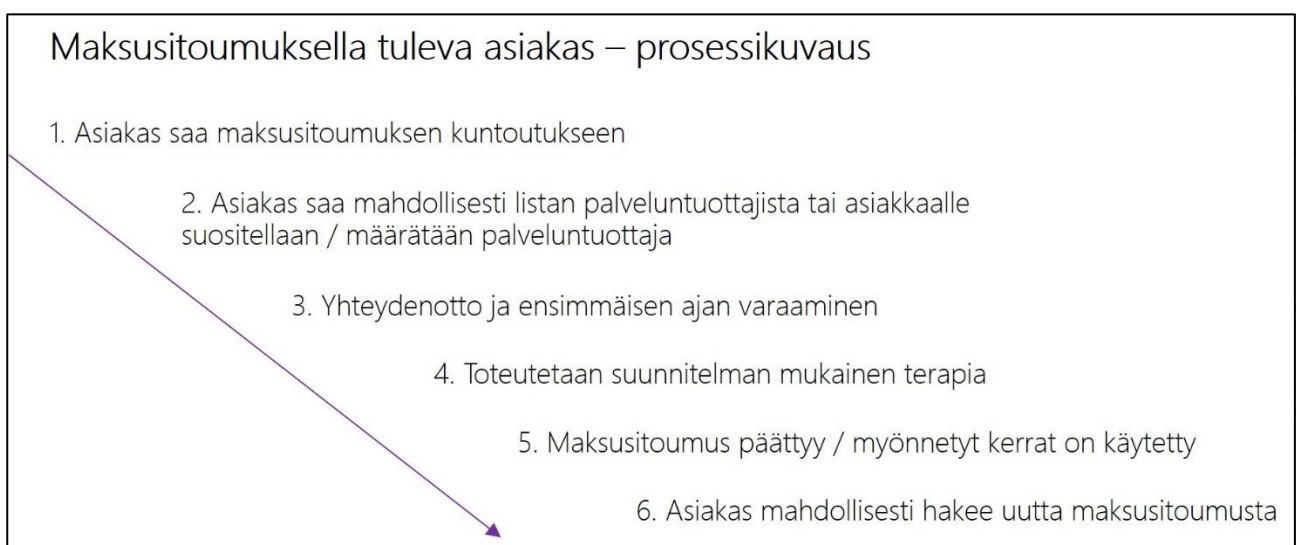 Maksusitoumuksella tuleva asiakas – prosessikuvaus
1. Asiakas saa maksusitoumuksen kuntoutukseen
2. Asiakas saa mahdollisesti listan palveluntuottajista tai asiakkaalle
suositellaan / määrätään palveluntuottaja
3. Yhteydenotto ja ensimmäisen ajan varaaminen
4. Toteutetaan suunnitelman mukainen terapia
5. Maksusitoumus päättyy / myönnetyt kerrat on käytetty
6. Asiakas mahdollisesti hakee uutta maksusitoumusta